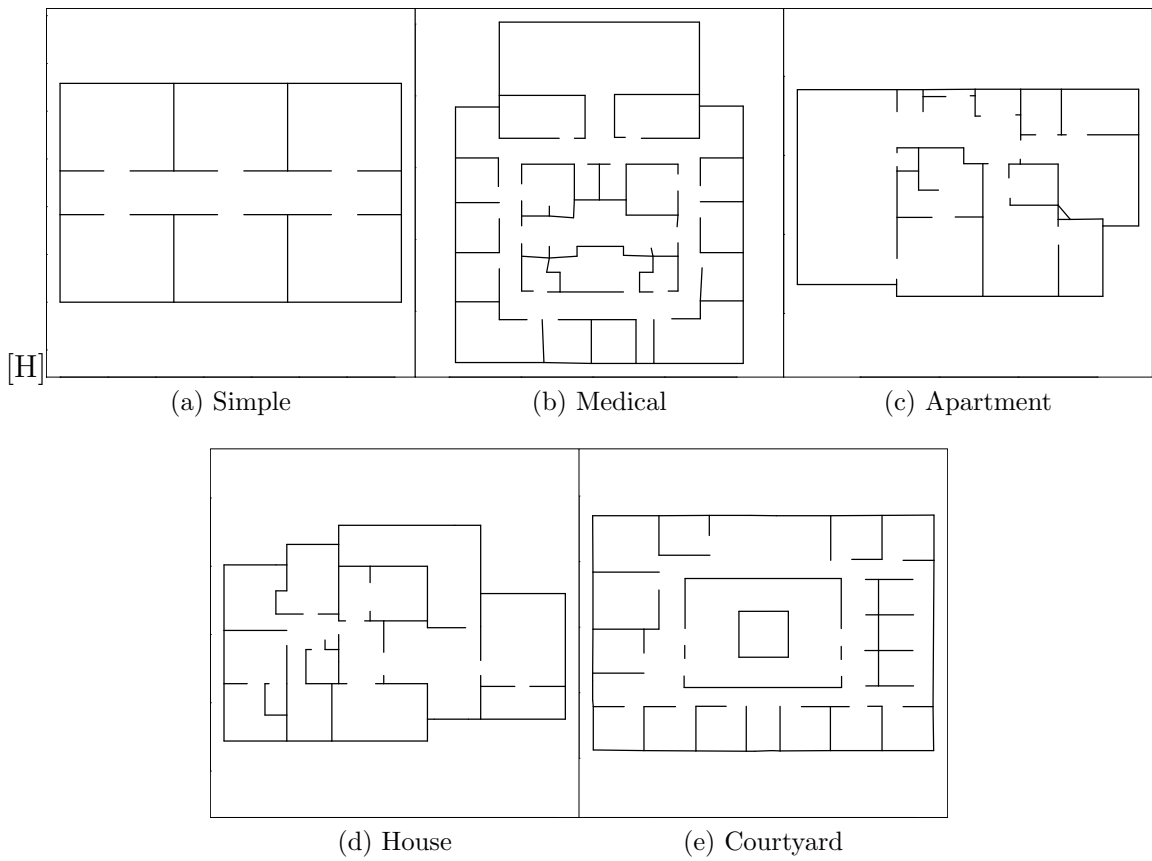 [H]
(a) Simple
(b) Medical
(c) Apartment
(d) House
(e) Courtyard